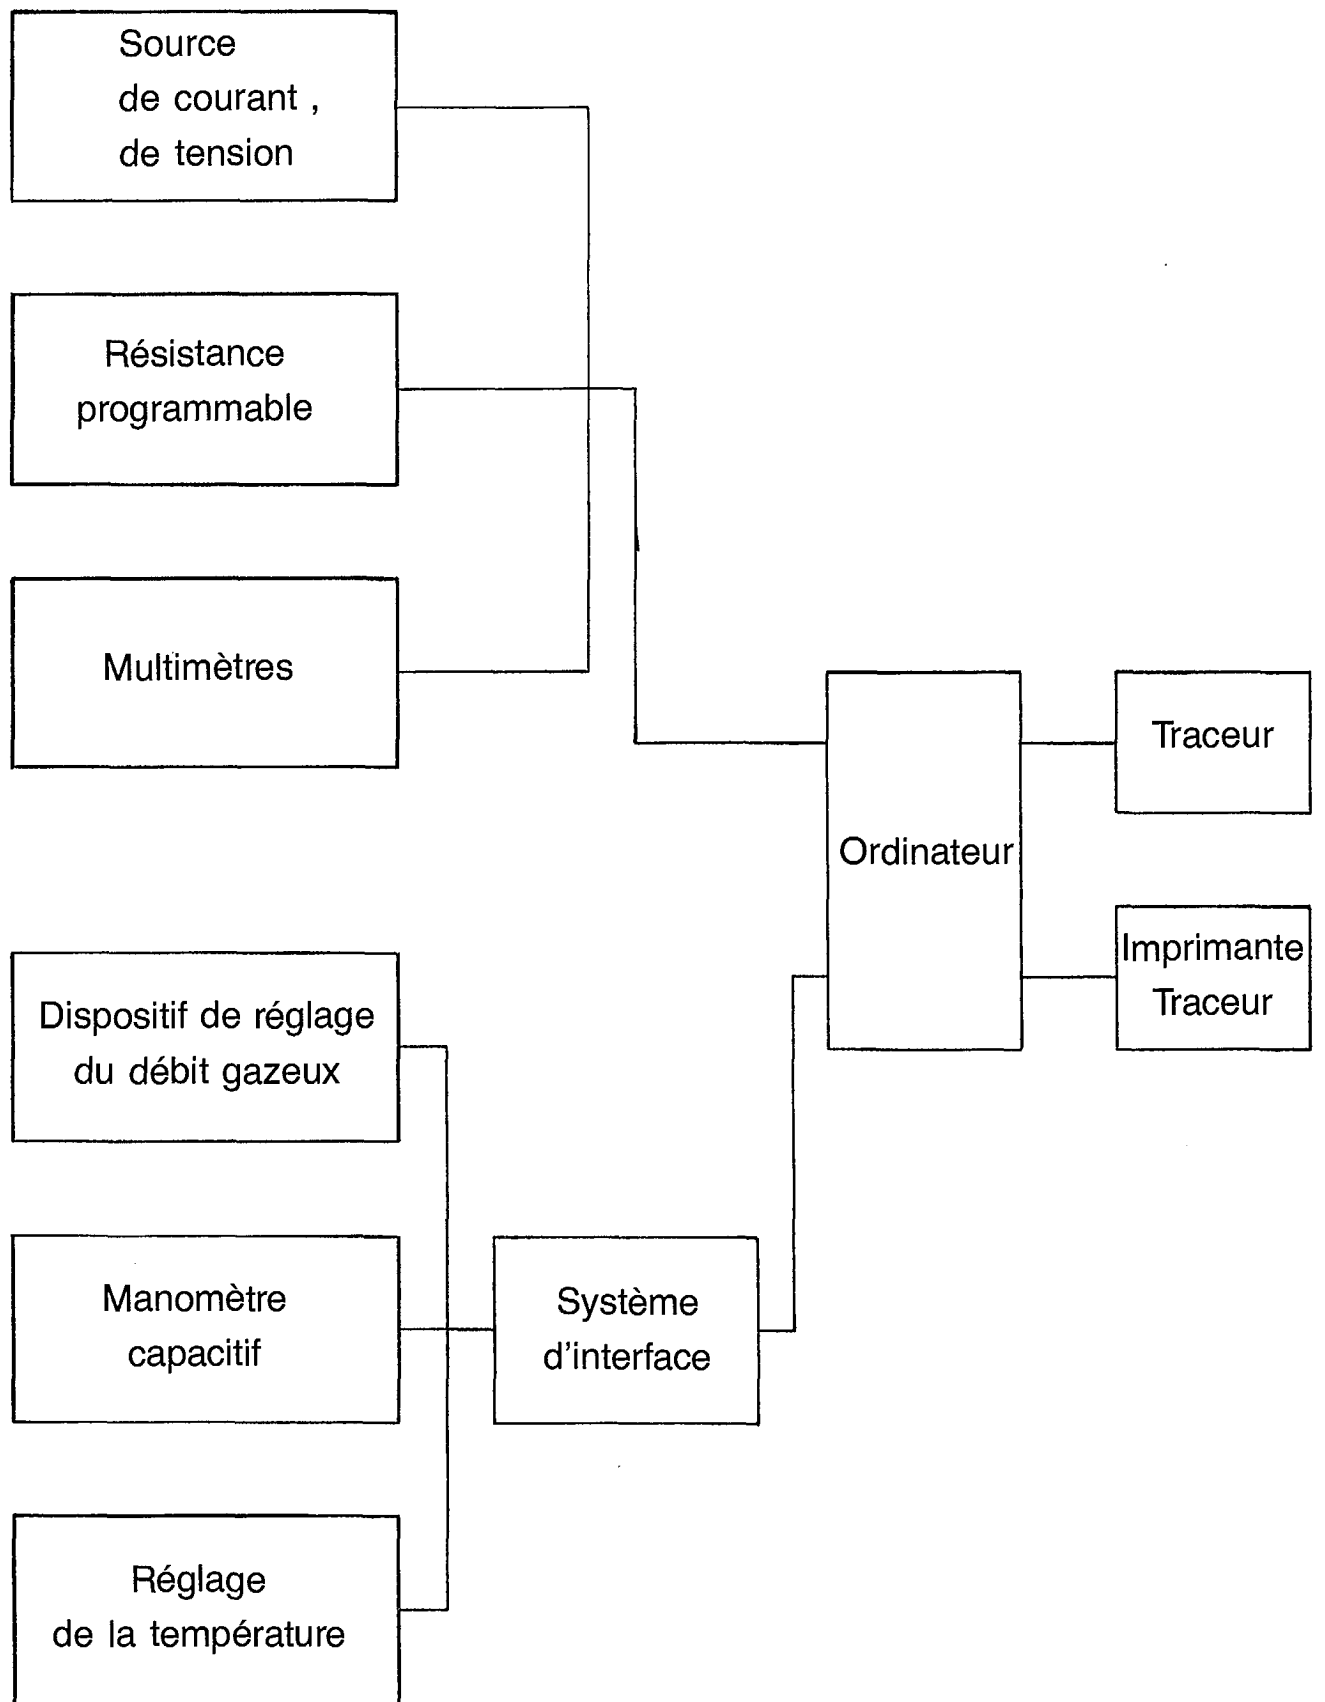 Source
de courant ,
de tension
Résistance
programmable
Multimètres
Traceur
Ordinateur
Imprimante
Traceur
Dispositif de réglage
du débit gazeux
Manomètre
capacitif
Système
d'interface
Réglage
de la température